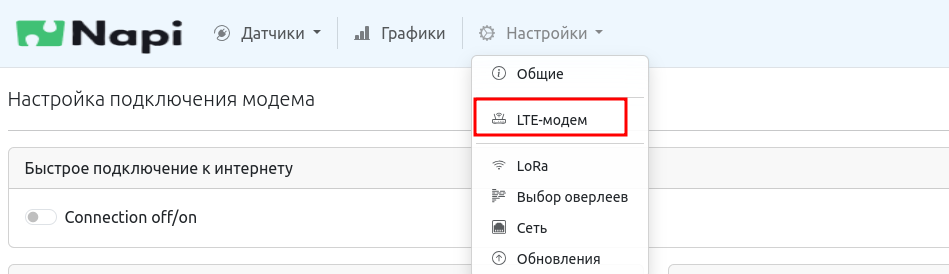 Napi Датчики Графики Настройки
Общие
LTE-модем
LoRa
Выбор оверлеев
Сеть
Обновления
Настройка подключения модема
Быстрое подключение к интернету
Connection off/on